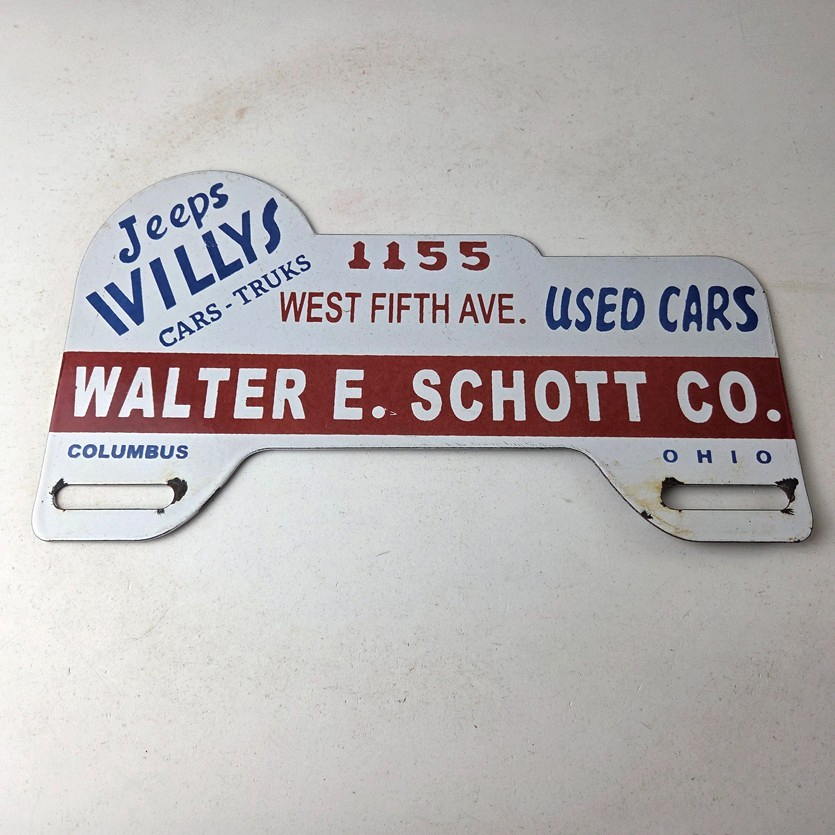 Jeeps
WILLYS
CARS - TRUKS
1155
WEST FIFTH AVE.
USED CARS
WALTER E. SCHOTT CO.
COLUMBUS
OHIO